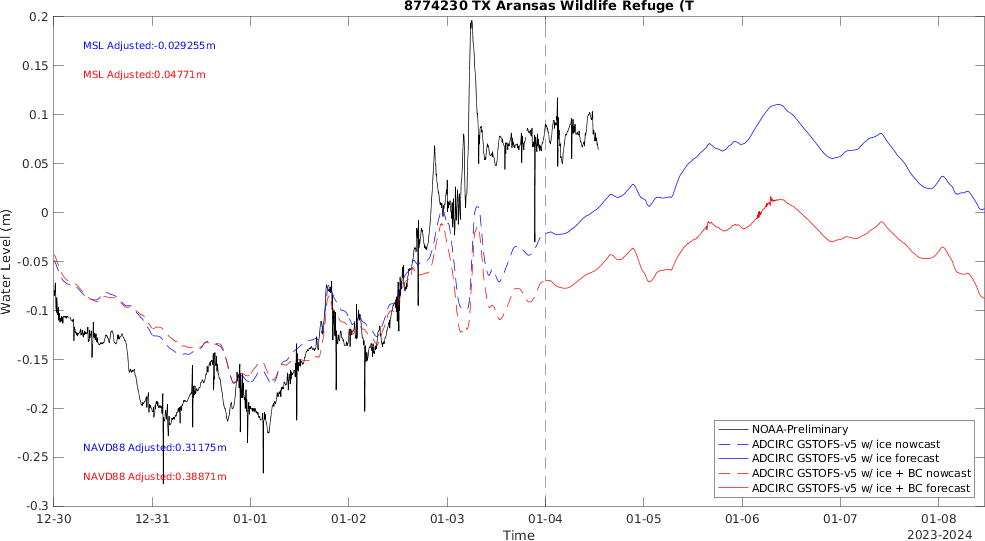 8774230 TX Aransas Wildlife Refuge (T
MSL Adjusted:-0.029255m
MSL Adjusted:0.04771m
NAVD88 Adjusted:0.31175m
NAVD88 Adjusted:0.38871m
Water Level (m)
0.2
0.15
0.1
0.05
0
-0.05
-0.1
-0.15
-0.2
-0.25
-0.3
NOAA-Preliminary
ADCIRC GSTOFS-v5 w/ ice nowcast
ADCIRC GSTOFS-v5 w/ ice forecast
ADCIRC GSTOFS-v5 w/ ice + BC nowcast
ADCIRC GSTOFS-v5 w/ ice + BC forecast
12-30 12-31 01-01 01-02 01-03 01-04 01-05 01-06 01-07 01-08
Time
2023-2024